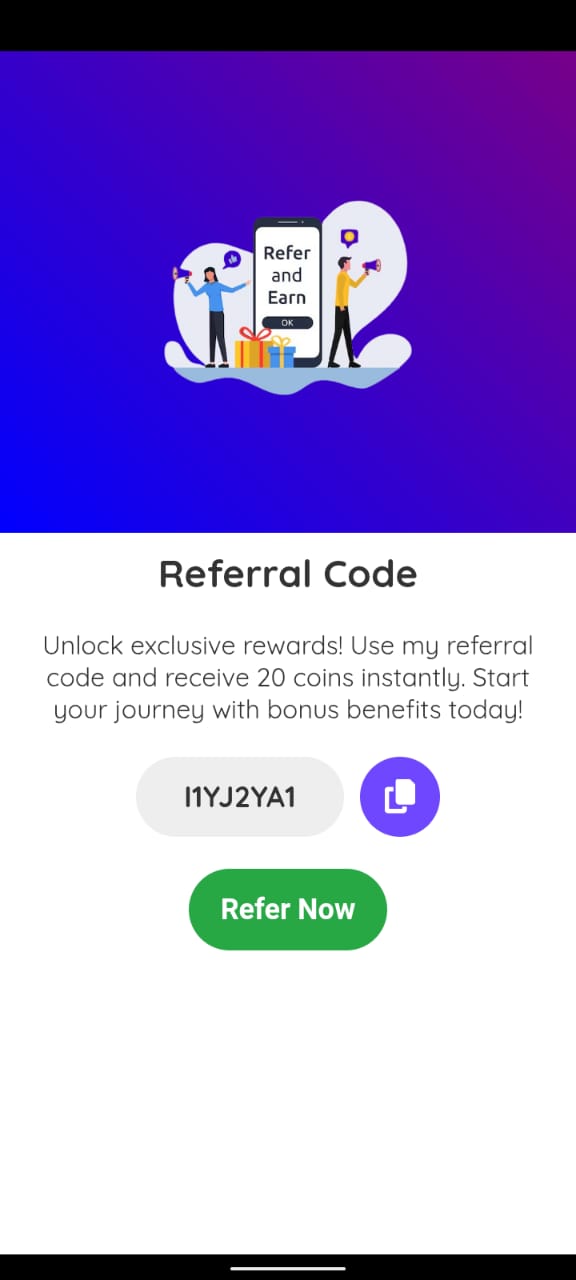 Refer
and
Earn
OK
Referral Code
Unlock exclusive rewards! Use my referral
code and receive 20 coins instantly. Start
your journey with bonus benefits today!
I1YJ2YA1
Refer Now